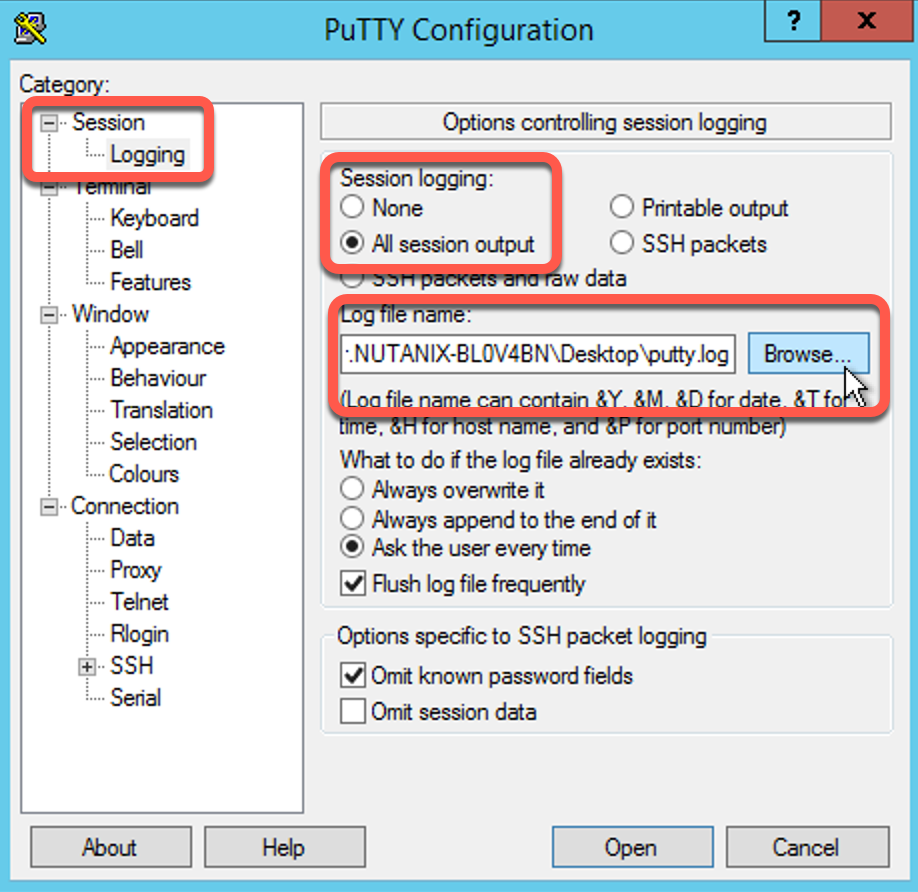 PuTTY Configuration
?
X
Category:
Session
Logging
Terminal
Keyboard
Bell
Features
Window
Appearance
Behaviour
Translation
Selection
Colours
Connection
Data
Proxy
Telnet
Rlogin
SSH
Serial
Options controlling session logging
Session logging:
None
Printable output
All session output
SSH packets
SSH packets and raw data
Log file name:
.NUTANIX-BL0V4BN\Desktop\putty.log
Browse...
(Log file name can contain &Y, &M, &D for date, &T for
time, &H for host name, and &P for port number)
What to do if the log file already exists:
Always overwrite it
Always append to the end of it
Ask the user every time
Flush log file frequently
Options specific to SSH packet logging
Omit known password fields
Omit session data
About
Help
Open
Cancel